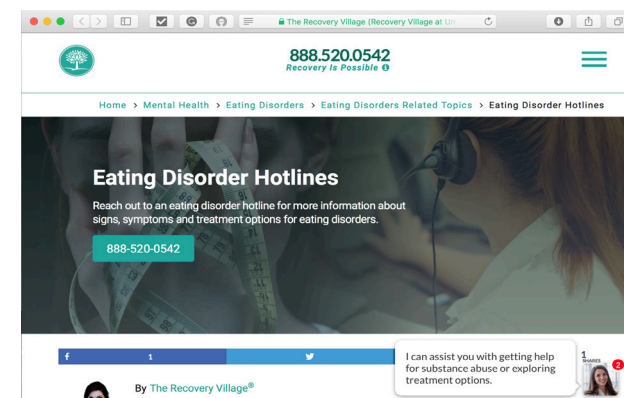 The Recovery Village (Recovery Village at Um
888.520.0542
Recovery Is Possible
Home > Mental Health > Eating Disorders > Eating Disorders Related Topics > Eating Disorder Hotlines
Eating Disorder Hotlines
Reach out to an eating disorder hotline for more information about
signs, symptoms and treatment options for eating disorders.
888-520-0542
1
1
SHARES
2
I can assist you with getting help
for substance abuse or exploring
treatment options.
By The Recovery Village®